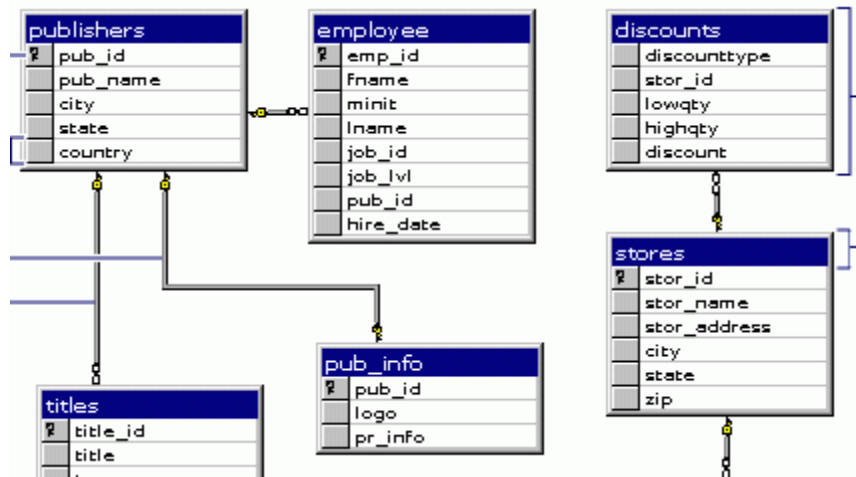 publishers
pub_id
pub_name
city
state
country
employee
emp_id
fname
minit
lname
job_id
job_lvl
pub_id
hire_date
discounts
discounttype
stor_id
lowqty
highqty
discount
stores
stor_id
stor_name
stor_address
city
state
zip
pub_info
pub_id
logo
pr_info
titles
title_id
title